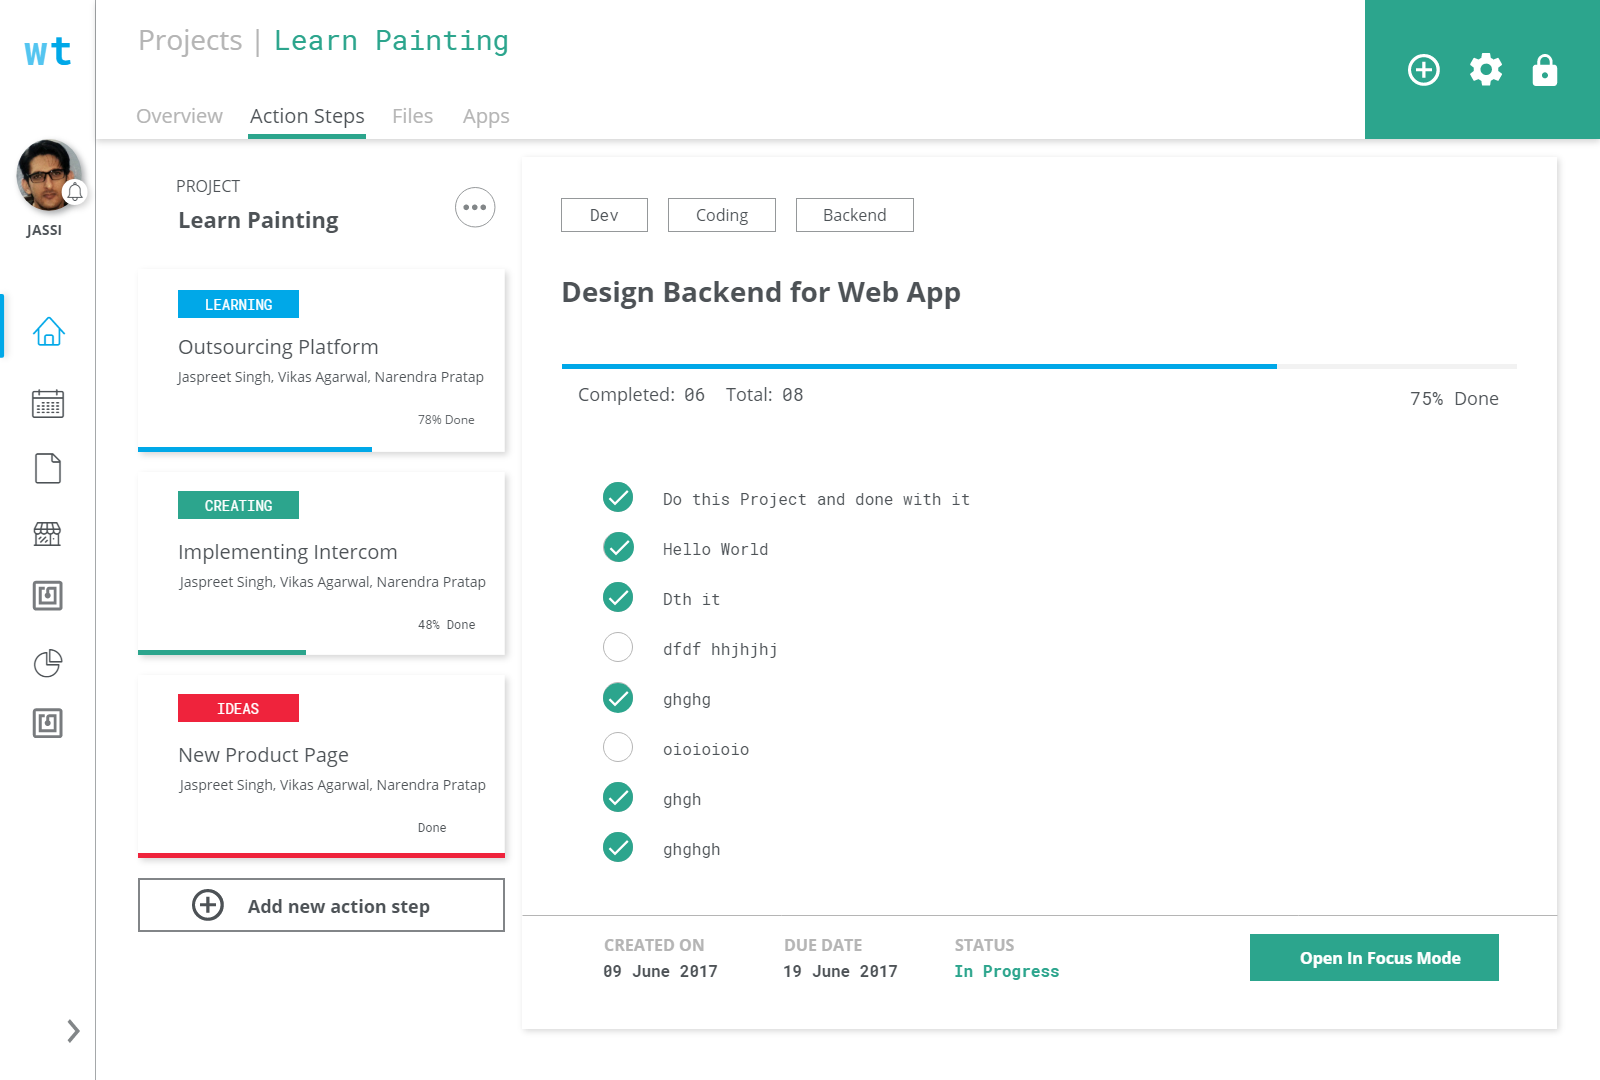 wt
Projects | Learn Painting
Overview Action Steps Files Apps
JASSI
PROJECT
Learn Painting
LEARNING
Outsourcing Platform
Jaspreet Singh, Vikas Agarwal, Narendra Pratap
78% Done
CREATING
Implementing Intercom
Jaspreet Singh, Vikas Agarwal, Narendra Pratap
48% Done
IDEAS
New Product Page
Jaspreet Singh, Vikas Agarwal, Narendra Pratap
Done
Add new action step
Dev Coding Backend
Design Backend for Web App
Completed: 06 Total: 08
75% Done
Do this Project and done with it
Hello World
Dth it
dfdf hhjhjhj
ghghg
oioioioio
ghgh
ghghgh
CREATED ON DUE DATE STATUS
09 June 2017 19 June 2017 In Progress
Open In Focus Mode